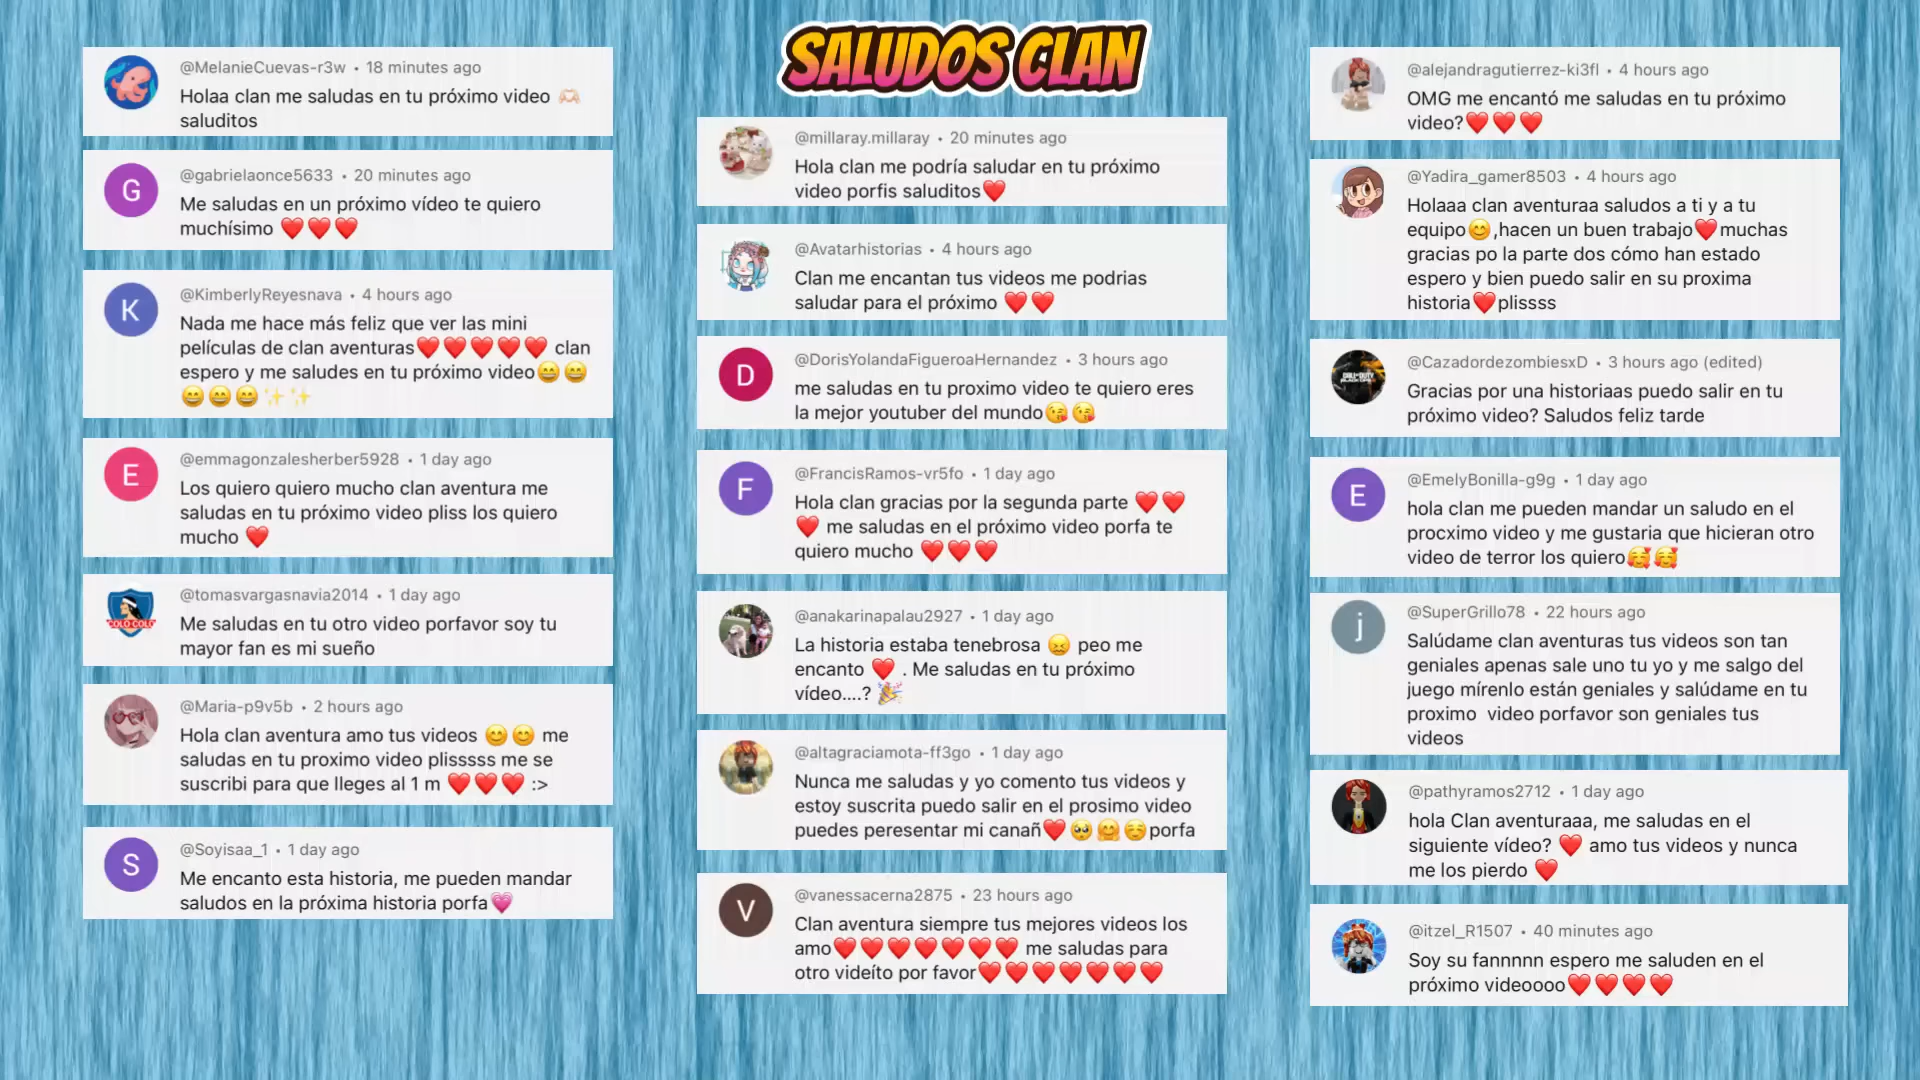 SALUDOS CLAN
@MelanieCuevas-r3w • 18 minutes ago
Holaa clan me saludas en tu próximo video 🫶🏻
saluditos
G
@gabrielaonce5633 • 20 minutes ago
Me saludas en un próximo vídeo te quiero
muchísimo ❤️❤️❤️
K
@KimberlyReyesnava • 4 hours ago
Nada me hace más feliz que ver las mini
películas de clan aventuras❤️❤️❤️❤️❤️ clan
espero y me saludes en tu próximo video😁😁
😁😁😁✨✨
E
@emmagonzalesherber5928 • 1 day ago
Los quiero quiero mucho clan aventura me
saludas en tu próximo video pliss los quiero
mucho ❤️
COLO COLO
@tomasvargasnavia2014 • 1 day ago
Me saludas en tu otro video porfavor soy tu
mayor fan es mi sueño
@Maria-p9v5b • 2 hours ago
Hola clan aventura amo tus videos 😊😊 me
saludas en tu proximo video plisssss me se
suscribi para que lleges al 1 m ❤️❤️❤️ :>
S
@Soyisaa_1 • 1 day ago
Me encanto esta historia, me pueden mandar
saludos en la próxima historia porfa💗
@millaray.millaray • 20 minutes ago
Hola clan me podría saludar en tu próximo
video porfis saluditos❤️
@Avatarhistorias • 4 hours ago
Clan me encantan tus videos me podrias
saludar para el próximo ❤️❤️
D
@DorisYolandaFigueroaHernandez • 3 hours ago
me saludas en tu proximo video te quiero eres
la mejor youtuber del mundo😘😘
F
@FrancisRamos-vr5fo • 1 day ago
Hola clan gracias por la segunda parte ❤️❤️
❤️ me saludas en el próximo video porfa te
quiero mucho ❤️❤️❤️
@anakarinapalau2927 • 1 day ago
La historia estaba tenebrosa 😖 peo me
encanto ❤️ . Me saludas en tu próximo
vídeo....? 🎉
@altagraciamota-ff3go • 1 day ago
Nunca me saludas y yo comento tus videos y
estoy suscrita puedo salir en el prosimo video
puedes peresentar mi canañ❤️🥺🤗☺️porfa
V
@vanessacerna2875 • 23 hours ago
Clan aventura siempre tus mejores videos los
amo❤️❤️❤️❤️❤️❤️❤️ me saludas para
otro videíto por favor❤️❤️❤️❤️❤️❤️❤️
@alejandragutierrez-ki3fl • 4 hours ago
OMG me encantó me saludas en tu próximo
video?❤️❤️❤️
@Yadira_gamer8503 • 4 hours ago
Holaaa clan aventuraa saludos a ti y a tu
equipo😊,hacen un buen trabajo❤️muchas
gracias po la parte dos cómo han estado
espero y bien puedo salir en su proxima
historia❤️plissss
CALL OF DUTY
@CazadordezombiesxD • 3 hours ago (edited)
Gracias por una historiaas puedo salir en tu
próximo video? Saludos feliz tarde
E
@EmelyBonilla-g9g • 1 day ago
hola clan me pueden mandar un saludo en el
procximo video y me gustaria que hicieran otro
video de terror los quiero🥰🥰
j
@SuperGrillo78 • 22 hours ago
Salúdame clan aventuras tus videos son tan
geniales apenas sale uno tu yo y me salgo del
juego mírenlo están geniales y salúdame en tu
proximo  video porfavor son geniales tus
videos
@pathyramos2712 • 1 day ago
hola Clan aventuraaa, me saludas en el
siguiente vídeo? ❤️ amo tus videos y nunca
me los pierdo ❤️
@itzel_R1507 • 40 minutes ago
Soy su fannnnn espero me saluden en el
próximo videoooo❤️❤️❤️❤️